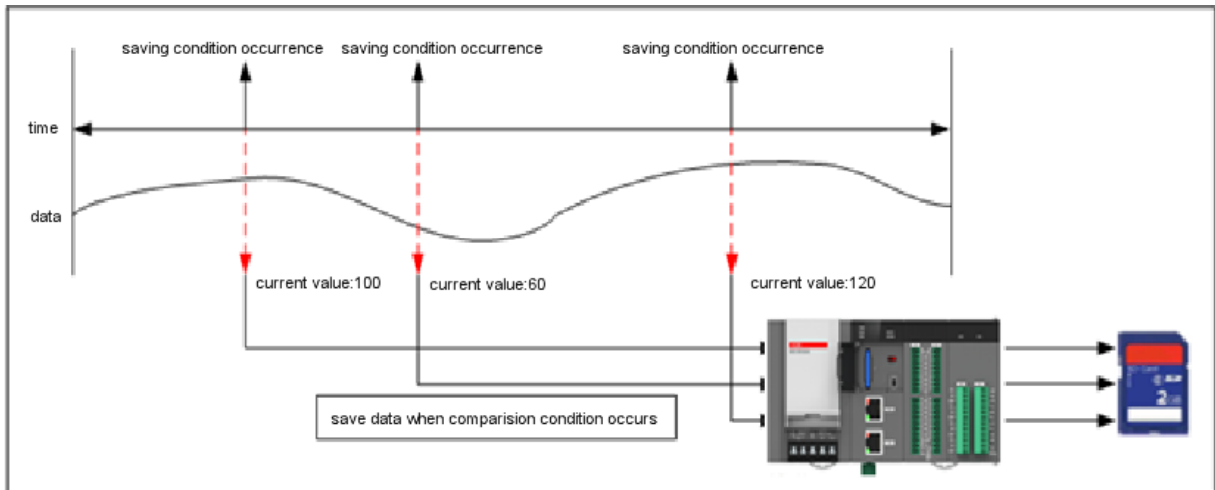 saving condition occurrence saving condition occurrence saving condition occurrence
time
data
current value:100 current value:60 current value:120
save data when comparision condition occurs
2